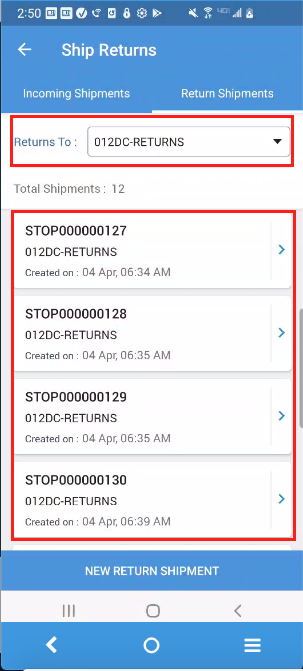 2:50
Ship Returns
Incoming Shipments Return Shipments
Returns To : 012DC-RETURNS
Total Shipments : 12
STOP000000127
012DC-RETURNS
Created on : 04 Apr, 06:34 AM
STOP000000128
012DC-RETURNS
Created on : 04 Apr, 06:35 AM
STOP000000129
012DC-RETURNS
Created on : 04 Apr, 06:35 AM
STOP000000130
012DC-RETURNS
Created on : 04 Apr, 06:39 AM
NEW RETURN SHIPMENT